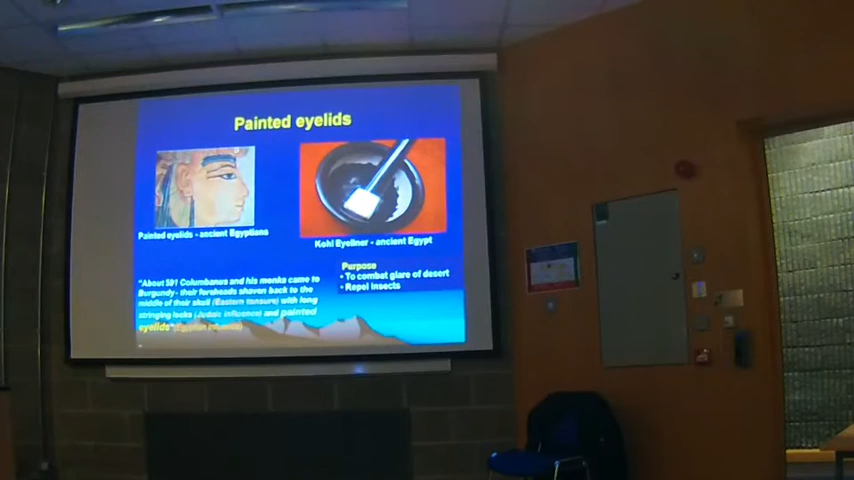 Painted eyelids
Painted eyelids - ancient Egyptians
Kohl Eyeliner - ancient Egypt
Purpose
• To combat glare of desert
• Repel insects
"About 591 Columbanus and his monks came to
Burgundy - their foreheads shaven back to the
middle of their skull (Eastern tonsure) with long
stringing locks (Judaic influence) and painted
eyelids" (Egyptian influence)